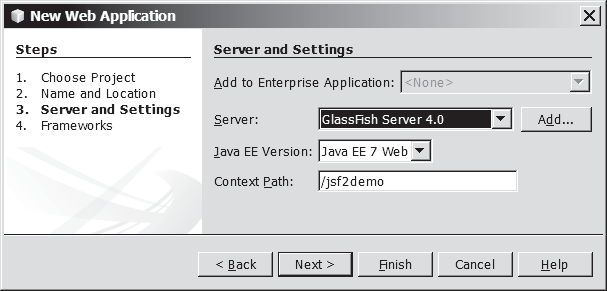 New Web Application
Steps
1. Choose Project
2. Name and Location
3. Server and Settings
4. Frameworks
Server and Settings
Add to Enterprise Application: <None>
Server: GlassFish Server 4.0 Add...
Java EE Version: Java EE 7 Web
Context Path: /jsf2demo
< Back Next > Finish Cancel Help